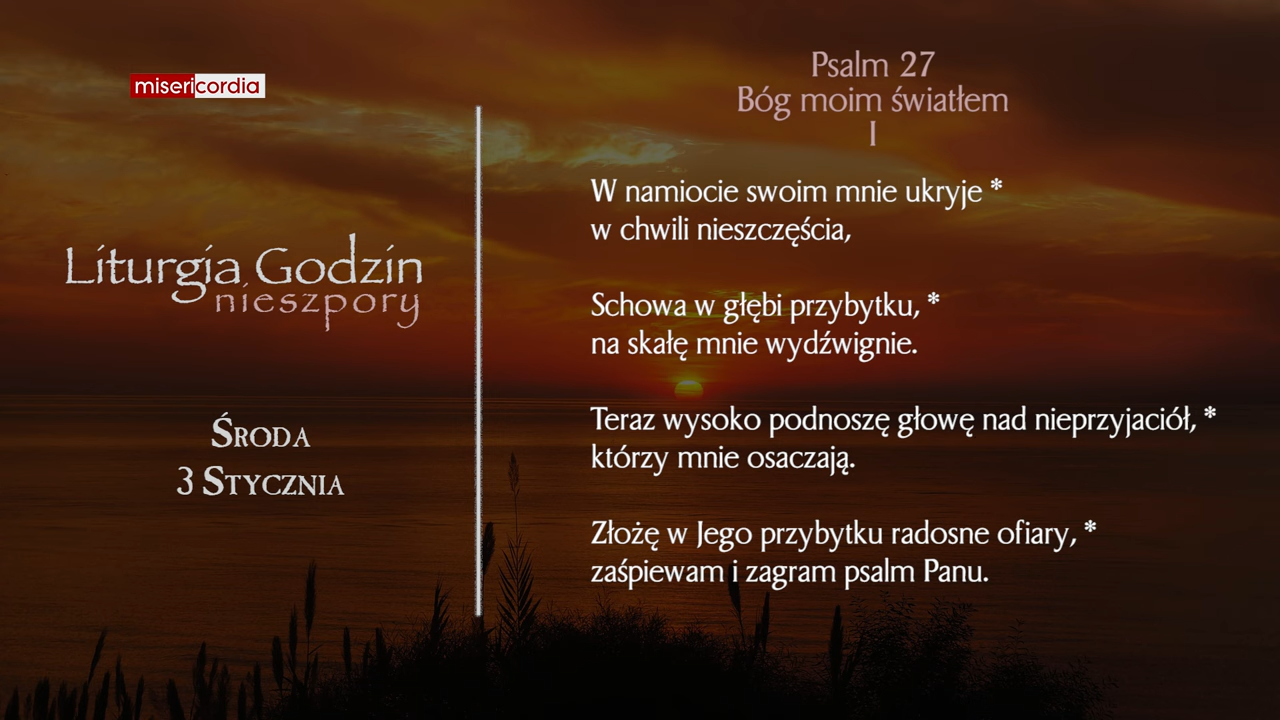 misericordia
Liturgia Godzin
nieszpory
Środa
3 Stycznia
Psalm 27
Bóg moim światłem
I
W namiocie swoim mnie ukryje *
w chwili nieszczęścia,
Schowa w głębi przybytku, *
na skałę mnie wydźwignie.
Teraz wysoko podnoszę głowę nad nieprzyjaciół, *
którzy mnie osaczają.
Złożę w Jego przybytku radosne ofiary, *
zaśpiewam i zagram psalm Panu.